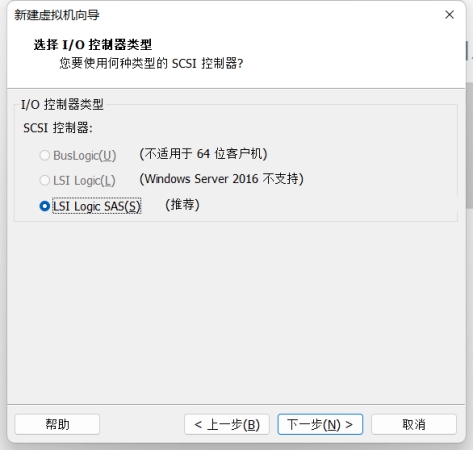 新建虚拟机向导
选择 I/O 控制器类型
您要使用何种类型的 SCSI 控制器?
I/O 控制器类型
SCSI 控制器:
BusLogic(U) (不适用于 64 位客户机)
LSI Logic(L) (Windows Server 2016 不支持)
LSI Logic SAS(S) (推荐)
帮助 < 上一步(B) 下一步(N) > 取消